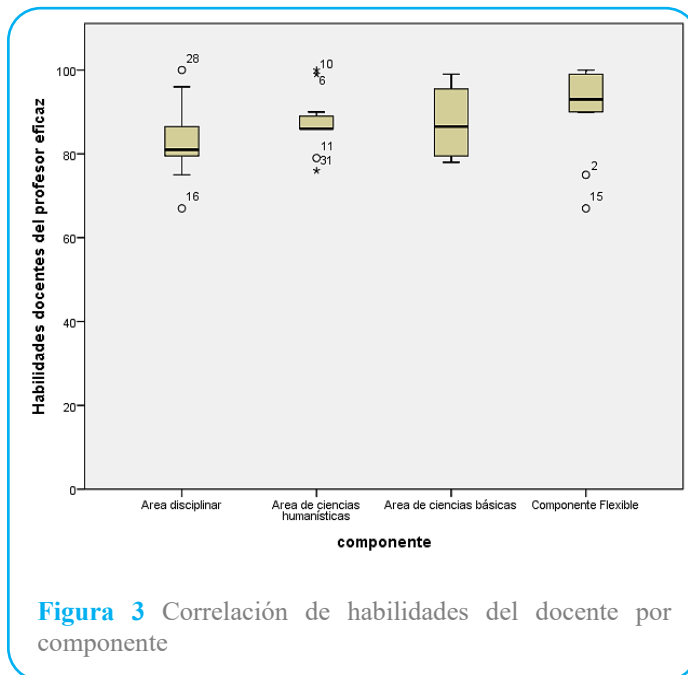 Habilidades docentes del profesor eficaz
100
80
60
40
20
0
28
16
10
6
11
31
2
15
Area disciplinar
Area de ciencias
humanísticas
Area de ciencias básicas
Componente Flexible
componente
Figura 3 Correlación de habilidades del docente por
componente